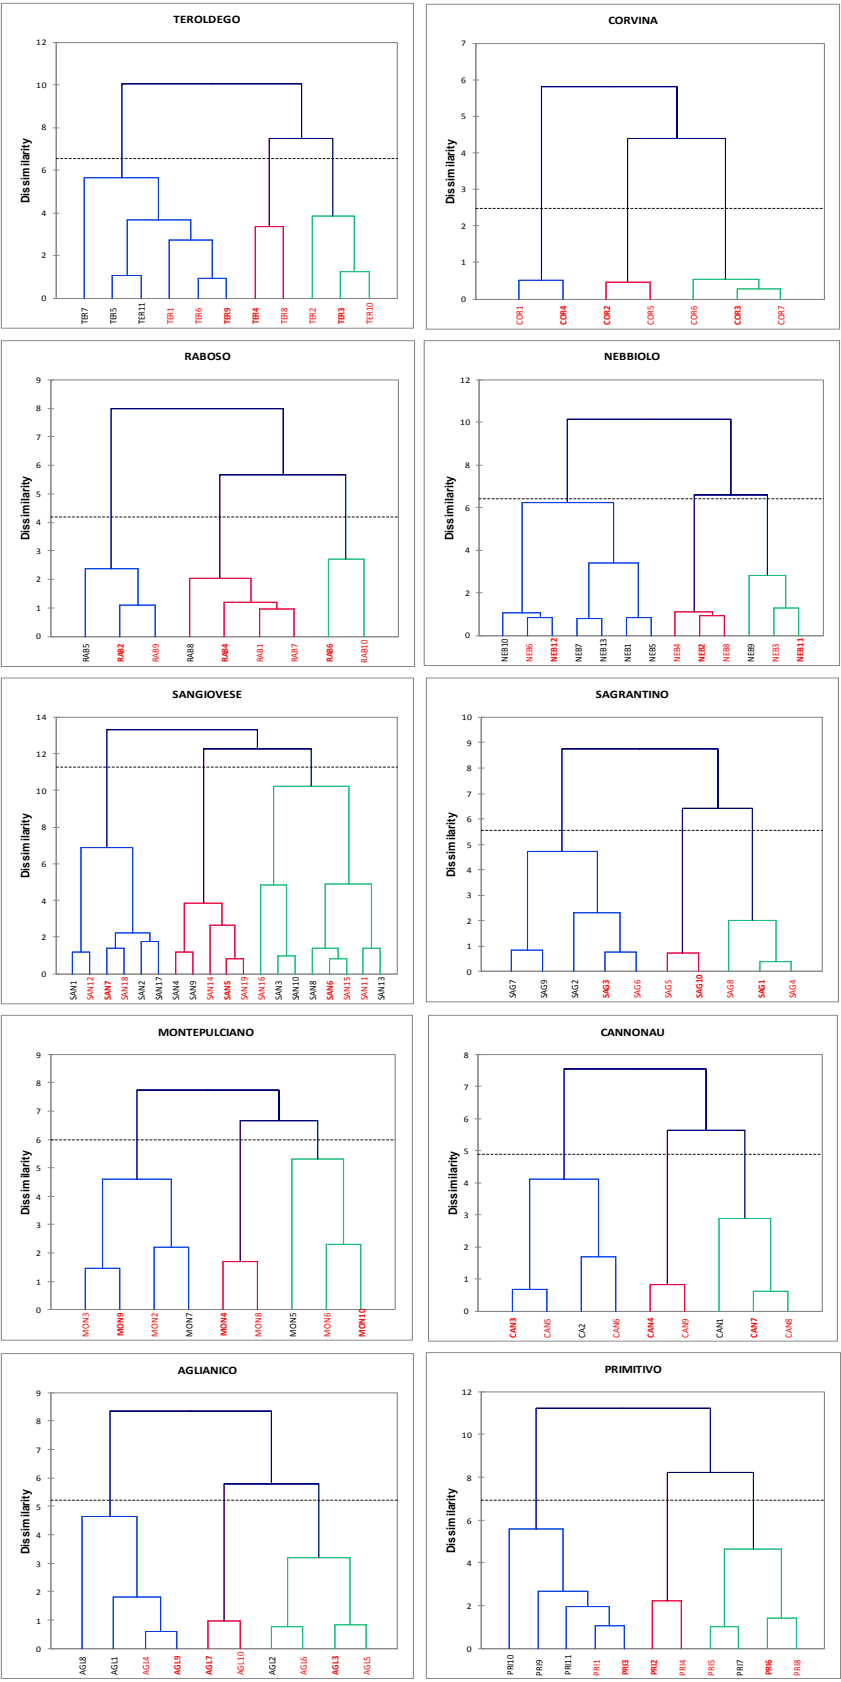 TEROLDEGO
12
10
8
6
4
2
0
Dissimilarity
TER7 TER5 TER11 TER1 TER6 TER9 TER4 TER8 TER2 TER3 TER10
CORVINA
7
6
5
4
3
2
1
0
Dissimilarity
COR1 COR4 COR2 COR5 COR6 COR3 COR7
RABOSO
9
8
7
6
5
4
3
2
1
0
Dissimilarity
RAB5 RAB2 RAB9 RAB8 RAB4 RAB1 RAB7 RAB6 RAB10
NEBBIOLO
12
10
8
6
4
2
0
Dissimilarity
NEB10 NEB6 NEB12 NEB7 NEB13 NEB1 NEB5 NEB4 NEB2 NEB8 NEB9 NEB3 NEB11
SANGIOVESE
14
12
10
8
6
4
2
0
Dissimilarity
SAN1 SAN12 SAN7 SAN18 SAN2 SAN17 SAN4 SAN9 SAN14 SAN5 SAN19 SAN16 SAN3 SAN10 SAN8 SAN6 SAN15 SAN11 SAN13
SAGRANTINO
10
9
8
7
6
5
4
3
2
1
0
Dissimilarity
SAG7 SAG9 SAG2 SAG3 SAG6 SAG5 SAG10 SAG8 SAG1 SAG4
MONTEPULCIANO
9
8
7
6
5
4
3
2
1
0
Dissimilarity
MON3 MON9 MON2 MON7 MON4 MON8 MON5 MON6 MON10
CANNONAU
8
7
6
5
4
3
2
1
0
Dissimilarity
CAN3 CAN5 CA2 CAN6 CAN4 CAN9 CAN1 CAN7 CAN8
AGLIANICO
9
8
7
6
5
4
3
2
1
0
Dissimilarity
AGL8 AGL1 AGL4 AGL9 AGL7 AGL10 AGL2 AGL6 AGL3 AGL5
PRIMITIVO
12
10
8
6
4
2
0
Dissimilarity
PRI10 PRI9 PRI11 PRI1 PRI3 PRI2 PRI4 PRI5 PRI7 PRI6 PRI8